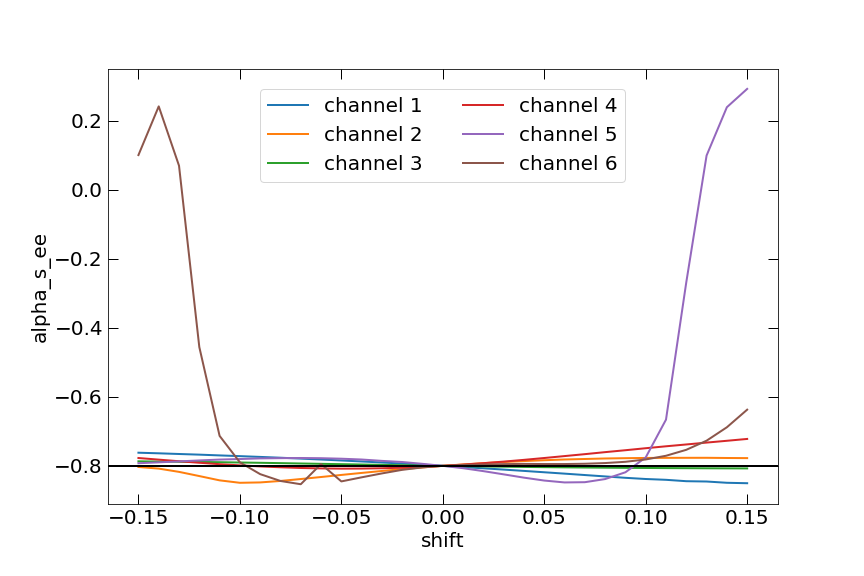 channel 1
channel 2
channel 3
channel 4
channel 5
channel 6
0.2
0.0
−0.2
−0.4
−0.6
−0.8
alpha_s_ee
−0.15
−0.10
−0.05
0.00
0.05
0.10
0.15
shift